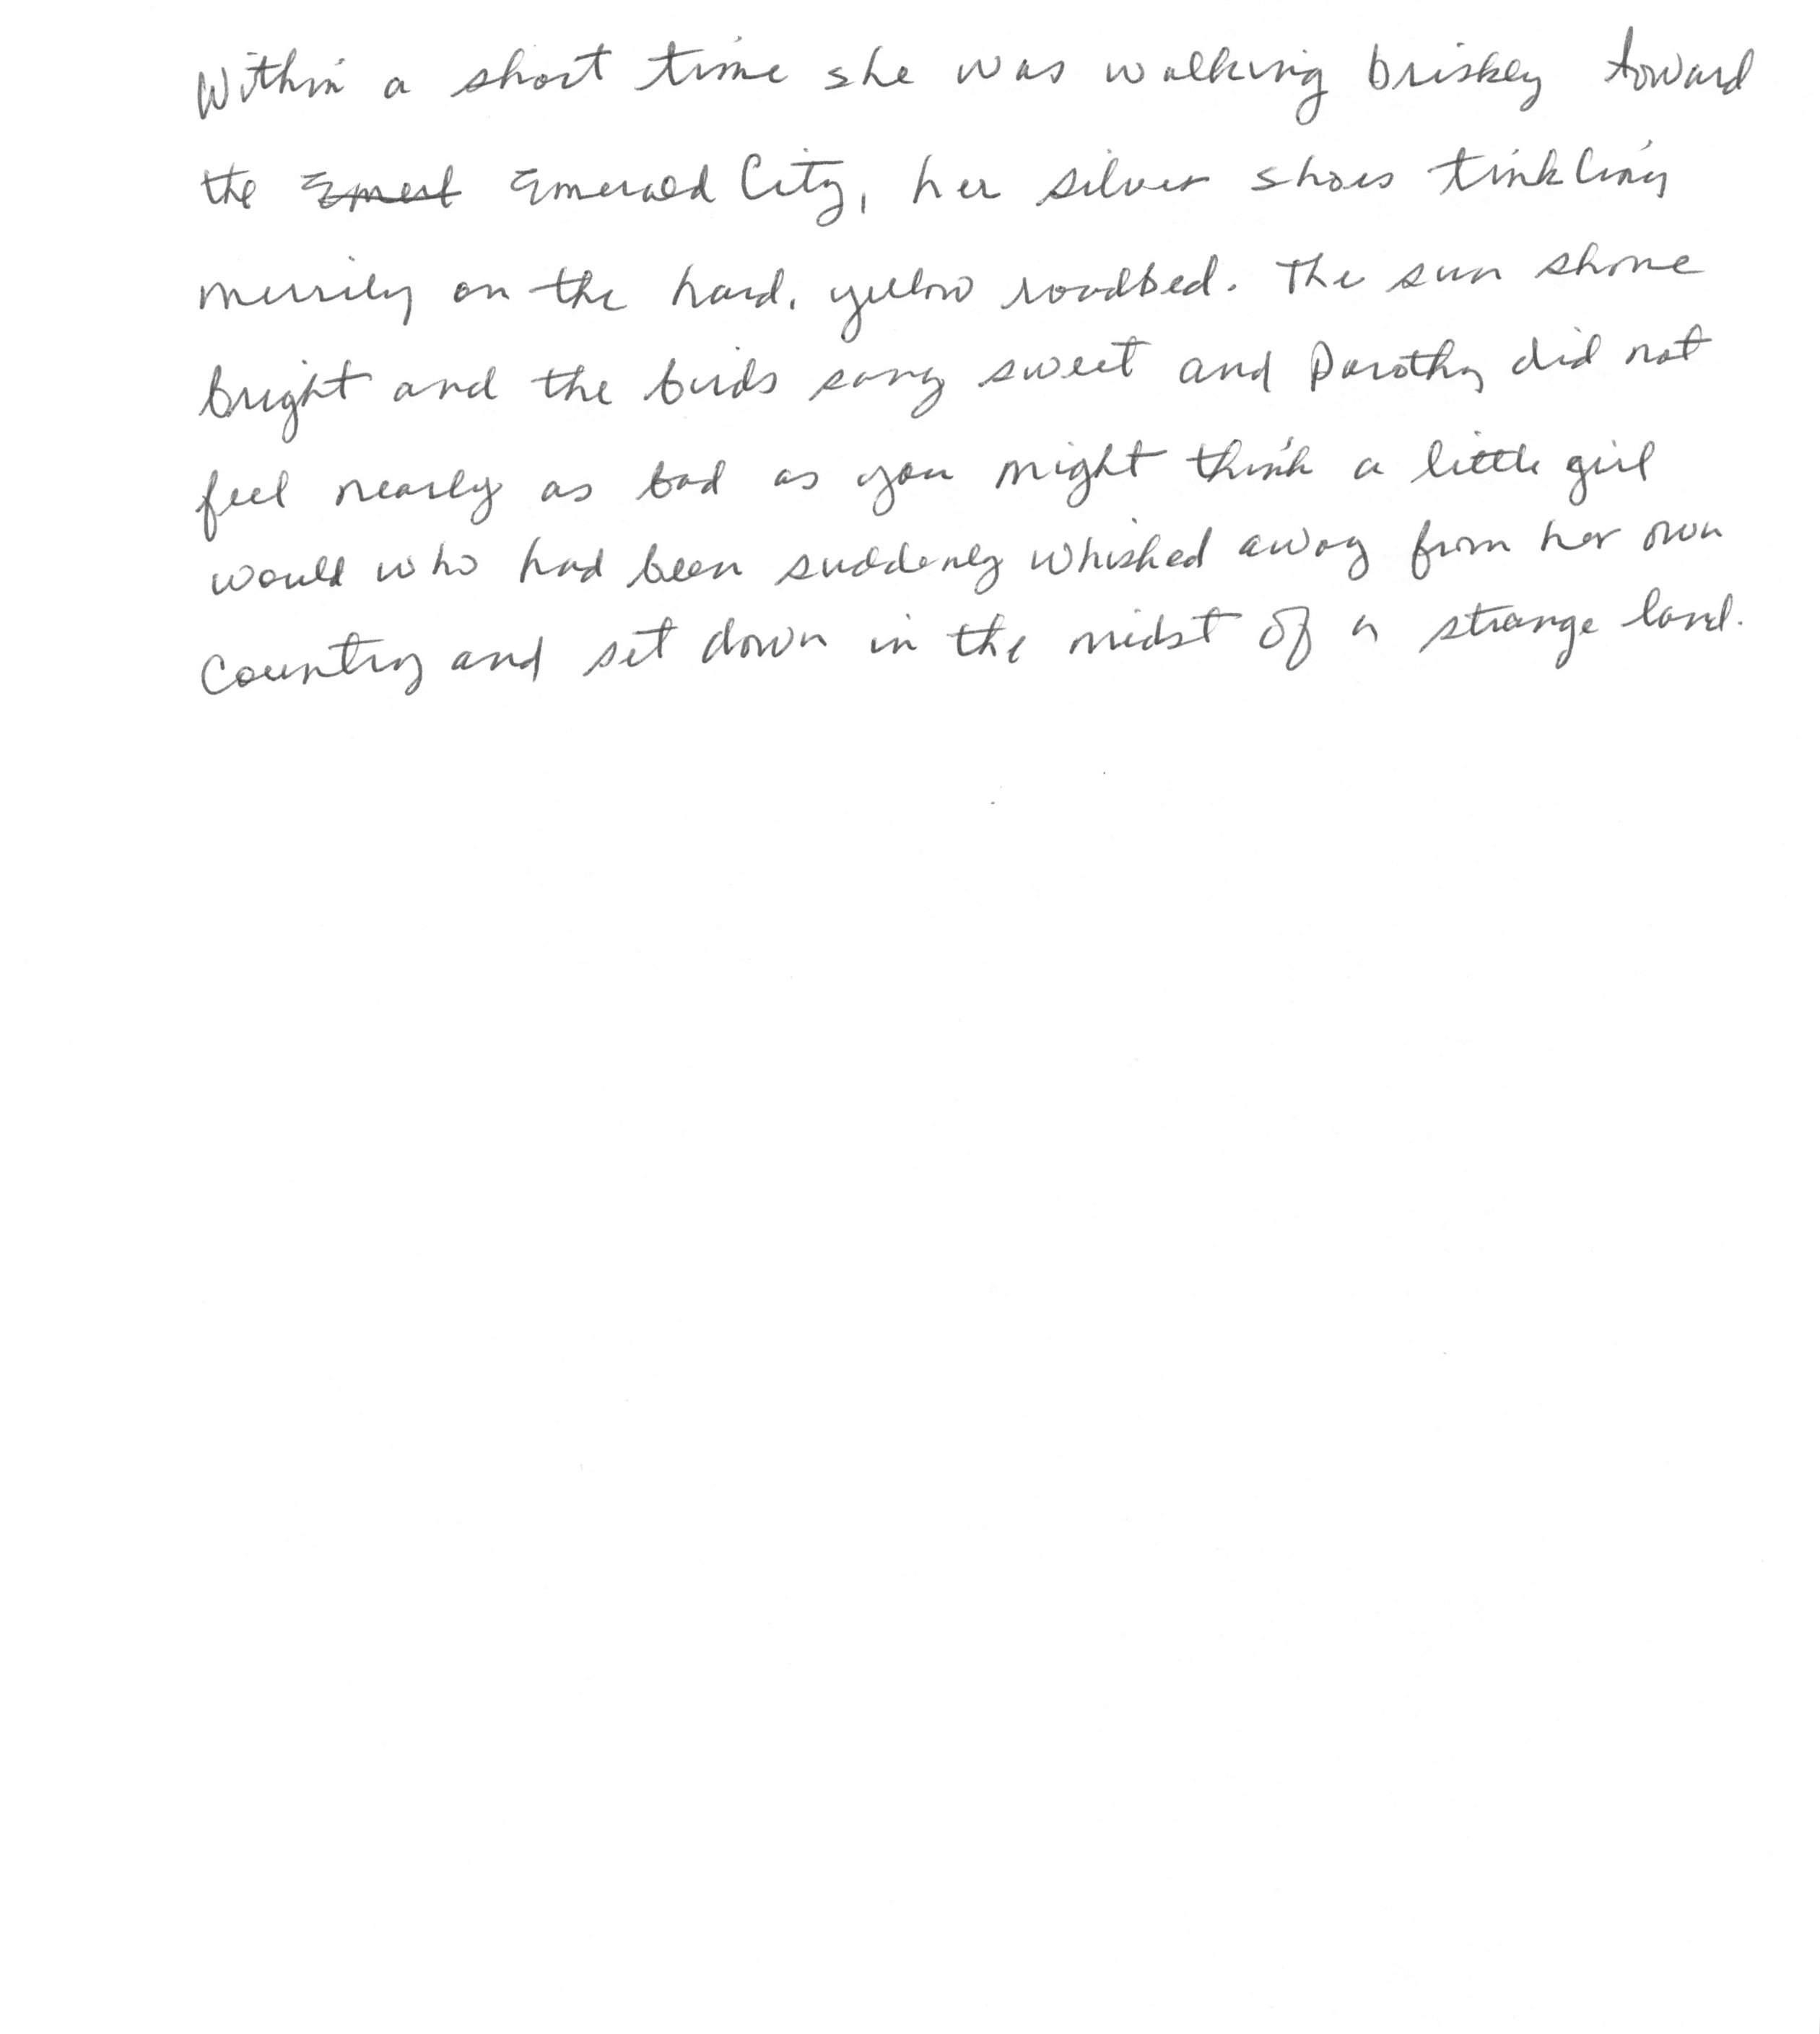 Within a short time she was walking briskly toward
the Emerald City, her silver shoes tinkling
merrily on the hard, yellow roadbed. The sun shone
bright and the birds sang sweet and Dorothy did not
feel nearly as bad as you might think a little girl
would who had been suddenly whisked away from her own
country and set down in the midst of a strange land.